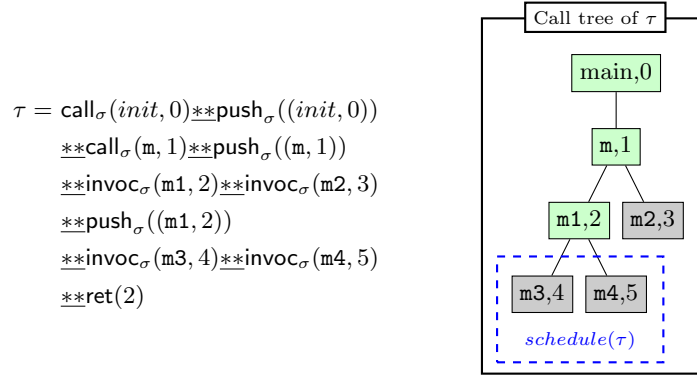 τ = call_σ(init, 0)**push_σ((init, 0))
**call_σ(m, 1)**push_σ((m, 1))
**invoc_σ(m1, 2)**invoc_σ(m2, 3)
**push_σ((m1, 2))
**invoc_σ(m3, 4)**invoc_σ(m4, 5)
**ret(2)
Call tree of τ
main,0
m,1
m1,2 m2,3
m3,4 m4,5
schedule(τ)